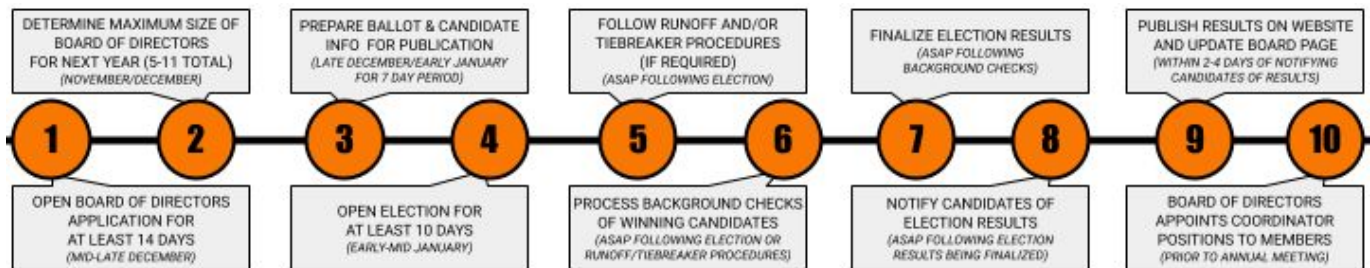 1
OPEN BOARD OF DIRECTORS
APPLICATION FOR
AT LEAST 14 DAYS
(MID-LATE DECEMBER)
2
DETERMINE MAXIMUM SIZE OF
BOARD OF DIRECTORS
FOR NEXT YEAR (5-11 TOTAL)
(NOVEMBER/DECEMBER)
3
PREPARE BALLOT & CANDIDATE
INFO FOR PUBLICATION
(LATE DECEMBER/EARLY JANUARY
FOR 7 DAY PERIOD)
4
OPEN ELECTION FOR
AT LEAST 10 DAYS
(EARLY-MID JANUARY)
5
FOLLOW RUNOFF AND/OR
TIEBREAKER PROCEDURES
(IF REQUIRED)
(ASAP FOLLOWING ELECTION)
6
PROCESS BACKGROUND CHECKS
OF WINNING CANDIDATES
(ASAP FOLLOWING ELECTION OR
RUNOFF/TIEBREAKER PROCEDURES)
7
FINALIZE ELECTION RESULTS
(ASAP FOLLOWING
BACKGROUND CHECKS)
8
NOTIFY CANDIDATES OF
ELECTION RESULTS
(ASAP FOLLOWING ELECTION
RESULTS BEING FINALIZED)
9
PUBLISH RESULTS ON WEBSITE
AND UPDATE BOARD PAGE
(WITHIN 2-4 DAYS OF NOTIFYING
CANDIDATES OF RESULTS)
10
BOARD OF DIRECTORS
APPOINTS COORDINATOR
POSITIONS TO MEMBERS
(PRIOR TO ANNUAL MEETING)